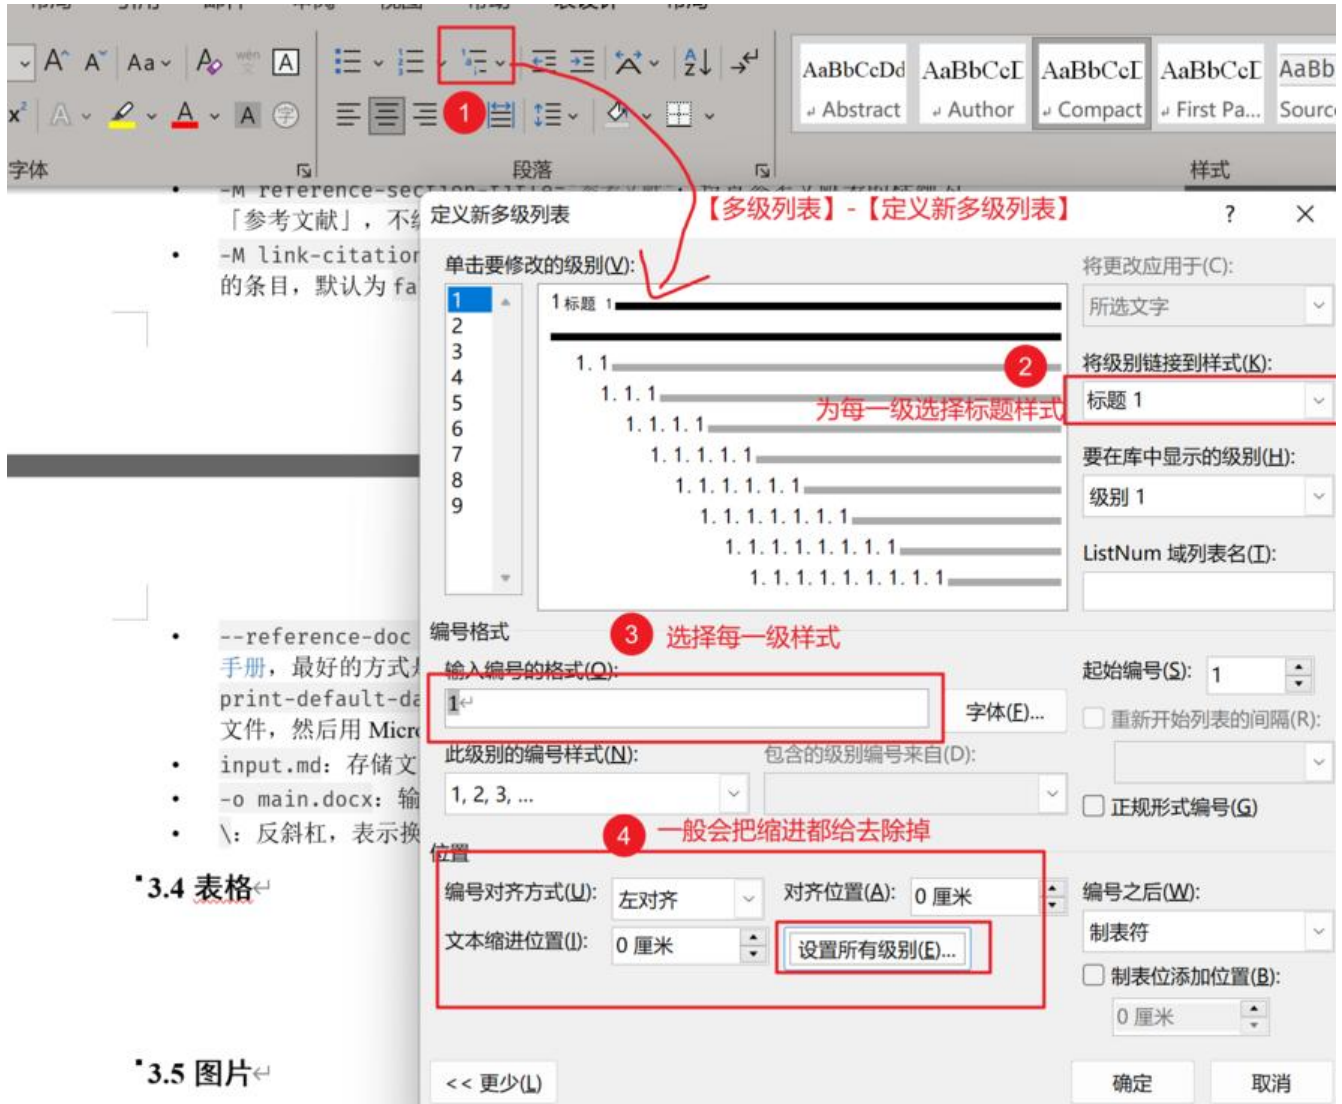 Aa
wén
A
AaBbCcDd AaBbCcD AaBbCcD AaBbCcD AaBb
1
Abstract Author Compact First Pa... Source
字体 段落 样式
-M reference-section-title=
「参考文献」，不
【多级列表】-【定义新多级列表】
定义新多级列表 ? ×
-M link-citation
的条目，默认为 fa
单击要修改的级别(V):
将更改应用于(C):
所选文字
1
2
3
4
5
6
7
8
9
1标题 1
1. 1
1. 1. 1
1. 1. 1. 1
1. 1. 1. 1. 1
1. 1. 1. 1. 1. 1
1. 1. 1. 1. 1. 1. 1
1. 1. 1. 1. 1. 1. 1. 1
1. 1. 1. 1. 1. 1. 1. 1. 1
2
为每一级选择标题样式
将级别链接到样式(K):
标题 1
要在库中显示的级别(H):
级别 1
ListNum 域列表名(T):
--reference-doc
手册，最好的方式
print-default-da
文件，然后用 Micr
input.md：存储文
-o main.docx：输
\：反斜杠，表示换
编号格式
3 选择每一级样式
输入编号的格式(O):
1
字体(F)...
起始编号(S): 1
重新开始列表的间隔(R):
此级别的编号样式(N): 包含的级别编号来自(D):
1, 2, 3, ...
正规形式编号(G)
4 一般会把缩进都给去除掉
位置
编号对齐方式(U): 左对齐 对齐位置(A): 0 厘米
编号之后(W):
制表符
文本缩进位置(I): 0 厘米 设置所有级别(E)...
制表位添加位置(B):
0 厘米
3.4 表格
3.5 图片
<< 更少(L) 确定 取消